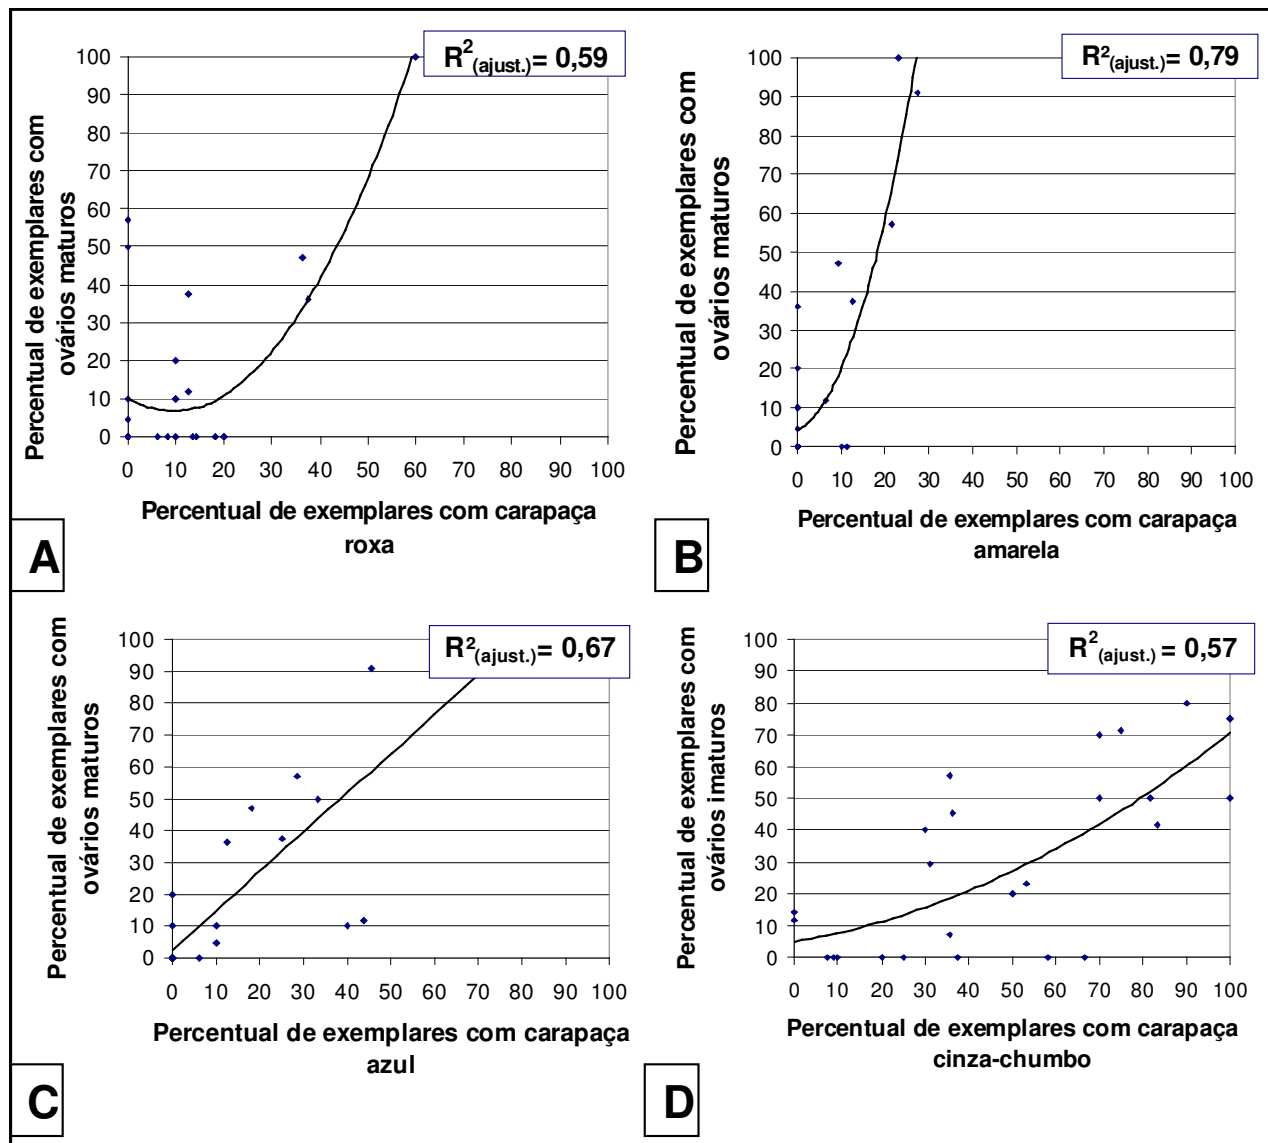 R²(ajust.)= 0,59
Percentual de exemplares com
ovários maturos
100
90
80
70
60
50
40
30
20
10
0
0 10 20 30 40 50 60 70 80 90 100
Percentual de exemplares com carapaça
roxa
A
R²(ajust.)= 0,79
Percentual de exemplares com
ovários maturos
100
90
80
70
60
50
40
30
20
10
0
0 10 20 30 40 50 60 70 80 90 100
Percentual de exemplares com carapaça
amarela
B
R²(ajust.)= 0,67
Percentual de exemplares com
ovários maturos
100
90
80
70
60
50
40
30
20
10
0
0 10 20 30 40 50 60 70 80 90 100
Percentual de exemplares com carapaça
azul
C
R²(ajust.) = 0,57
Percentual de exemplares com
ovários imaturos
100
90
80
70
60
50
40
30
20
10
0
0 10 20 30 40 50 60 70 80 90 100
Percentual de exemplares com carapaça
cinza-chumbo
D